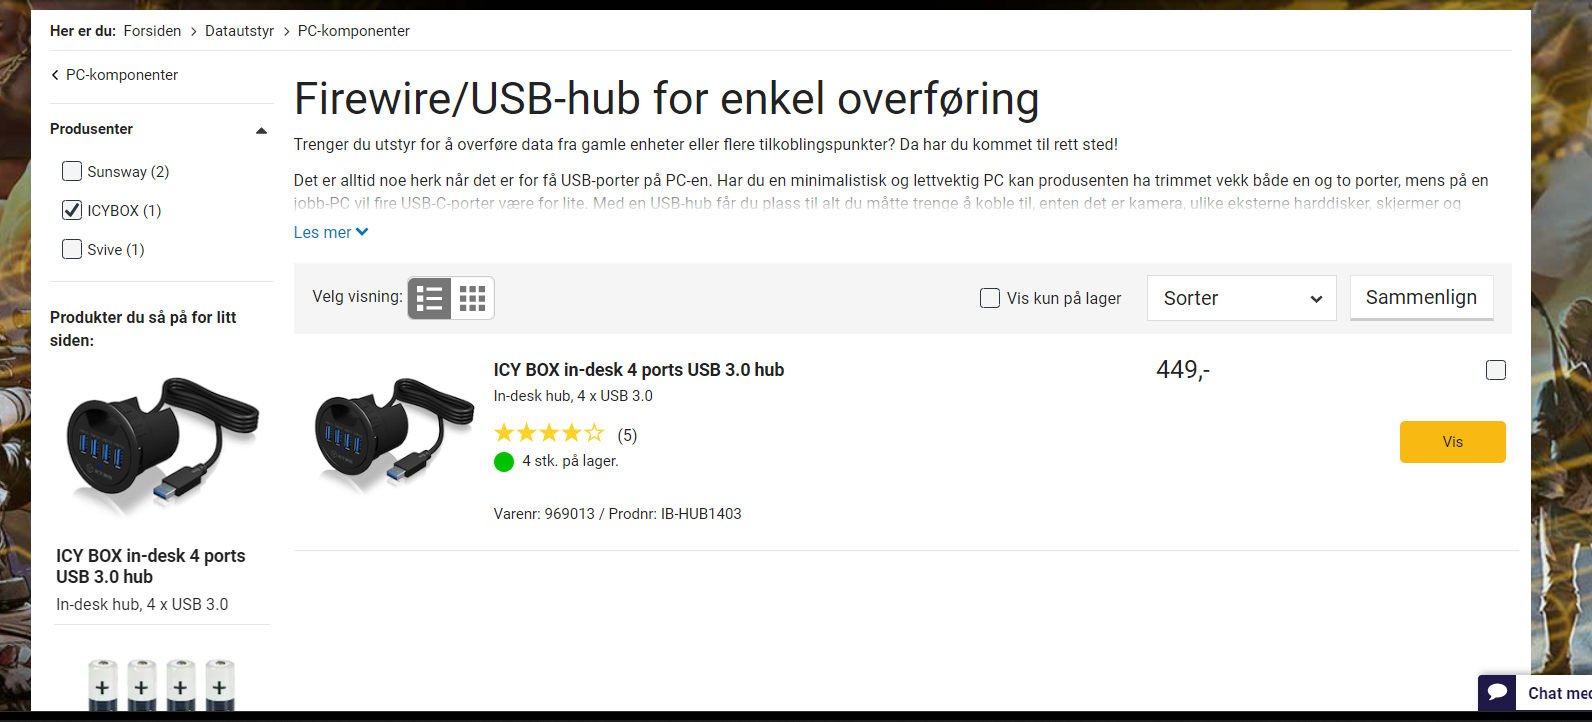 Her er du: Forsiden > Datautstyr > PC-komponenter
< PC-komponenter
Produsenter
Sunsway (2)
ICYBOX (1)
Svive (1)
Produkter du så på for litt
siden:
ICY BOX in-desk 4 ports
USB 3.0 hub
In-desk hub, 4 x USB 3.0
Firewire/USB-hub for enkel overføring
Trenger du utstyr for å overføre data fra gamle enheter eller flere tilkoblingspunkter? Da har du kommet til rett sted!
Det er alltid noe herk når det er for få USB-porter på PC-en. Har du en minimalistisk og lettvektig PC kan produsenten ha trimmet vekk både en og to porter, mens på en
jobb-PC vil fire USB-C-porter være for lite. Med en USB-hub får du plass til alt du måtte trenge å koble til, enten det er kamera, ulike eksterne harddisker, skjermer og
Les mer
Velg visning:
Vis kun på lager
Sorter
Sammenlign
ICY BOX in-desk 4 ports USB 3.0 hub
449,-
In-desk hub, 4 x USB 3.0
(5)
4 stk. på lager.
Vis
Varenr: 969013 / Prodnr: IB-HUB1403
Chat med